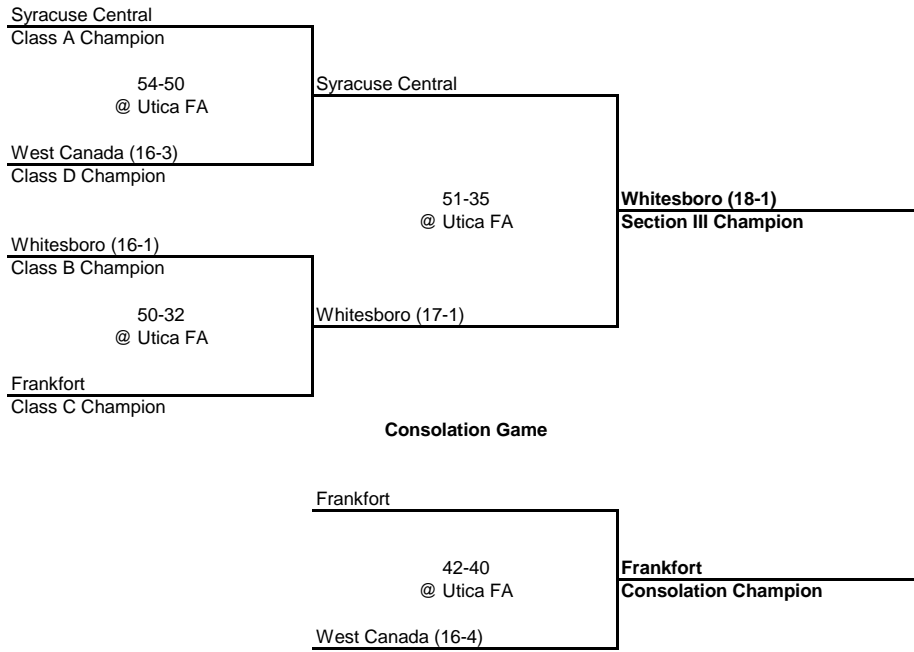 Syracuse Central
Class A Champion
54-50
@ Utica FA
Syracuse Central
West Canada (16-3)
Class D Champion
51-35
@ Utica FA
Whitesboro (18-1)
Section III Champion
Whitesboro (16-1)
Class B Champion
50-32
@ Utica FA
Whitesboro (17-1)
Frankfort
Class C Champion
Consolation Game
Frankfort
42-40
@ Utica FA
Frankfort
Consolation Champion
West Canada (16-4)